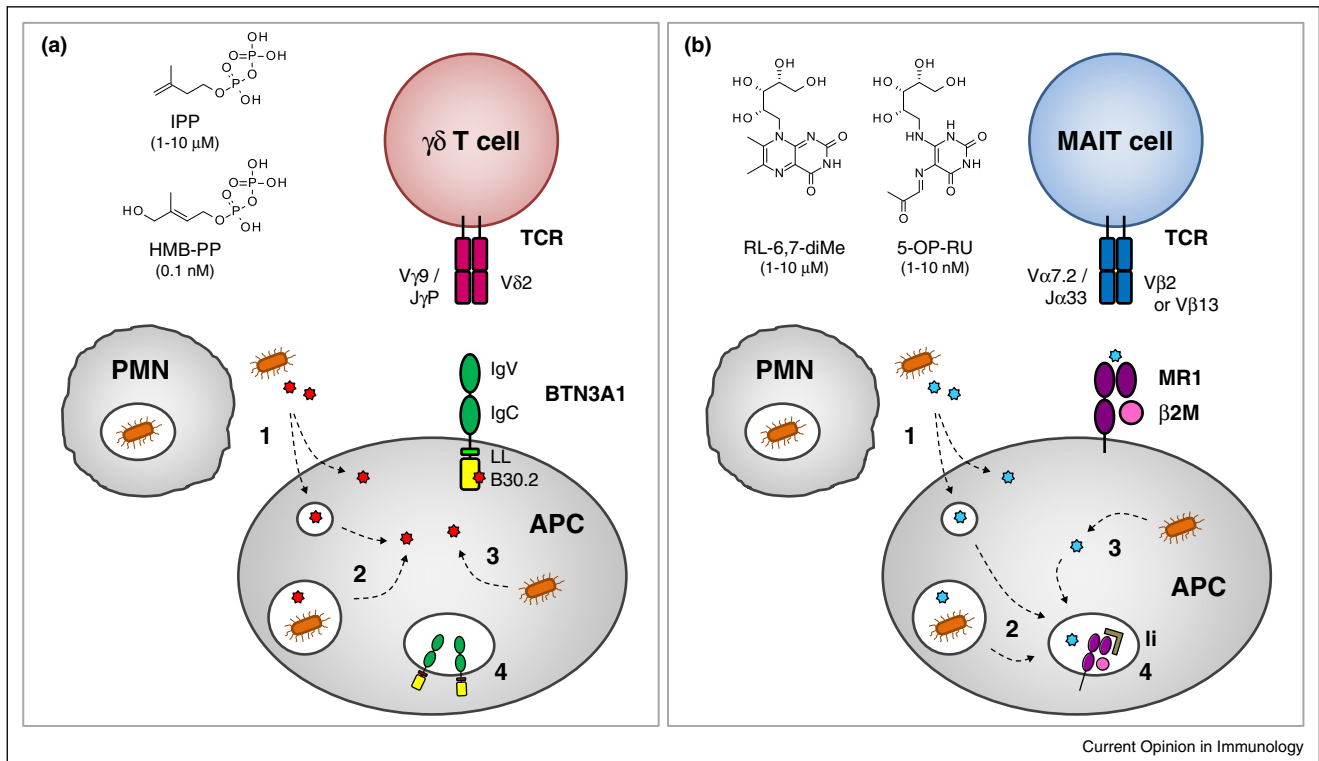 (a)
IPP
(1-10 μM)
HMB-PP
(0.1 nM)
γδ T cell
TCR
Vγ9 /
JγP
Vδ2
PMN
1
IgV
IgC
BTN3A1
LL
B30.2
APC
2
3
4
(b)
RL-6,7-diMe
(1-10 μM)
5-OP-RU
(1-10 nM)
MAIT cell
TCR
Vα7.2 /
Jα33
Vβ2
or Vβ13
PMN
1
MR1
β2M
3
APC
2
Ii
4
Current Opinion in Immunology